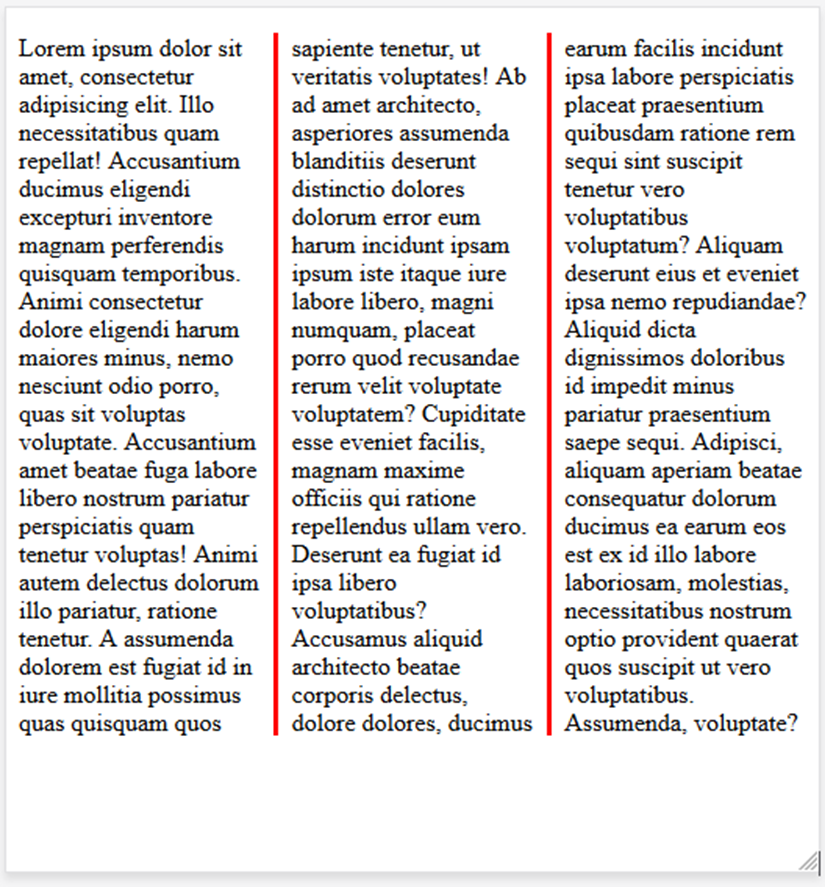 Lorem ipsum dolor sit
amet, consectetur
adipisicing elit. Illo
necessitatibus quam
repellat! Accusantium
ducimus eligendi
excepturi inventore
magnam perferendis
quisquam temporibus.
Animi consectetur
dolore eligendi harum
maiores minus, nemo
nesciunt odio porro,
quas sit voluptas
voluptate. Accusantium
amet beatae fuga labore
libero nostrum pariatur
perspiciatis quam
tenetur voluptas! Animi
autem delectus dolorum
illo pariatur, ratione
tenetur. A assumenda
dolorem est fugiat id in
iure mollitia possimus
quas quisquam quos
sapiente tenetur, ut
veritatis voluptates! Ab
ad amet architecto,
asperiores assumenda
blanditiis deserunt
distinctio dolores
dolorum error eum
harum incidunt ipsam
ipsum iste itaque iure
labore libero, magni
numquam, placeat
porro quod recusandae
rerum velit voluptate
voluptatem? Cupiditate
esse eveniet facilis,
magnam maxime
officiis qui ratione
repellendus ullam vero.
Deserunt ea fugiat id
ipsa libero
voluptatibus?
Accusamus aliquid
architecto beatae
corporis delectus,
dolore dolores, ducimus
earum facilis incidunt
ipsa labore perspiciatis
placeat praesentium
quibusdam ratione rem
sequi sint suscipit
tenetur vero
voluptatibus
voluptatum? Aliquam
deserunt eius et eveniet
ipsa nemo repudiandae?
Aliquid dicta
dignissimos doloribus
id impedit minus
pariatur praesentium
saepe sequi. Adipisci,
aliquam aperiam beatae
consequatur dolorum
ducimus ea earum eos
est ex id illo labore
laboriosam, molestias,
necessitatibus nostrum
optio provident quaerat
quos suscipit ut vero
voluptatibus.
Assumenda, voluptate?